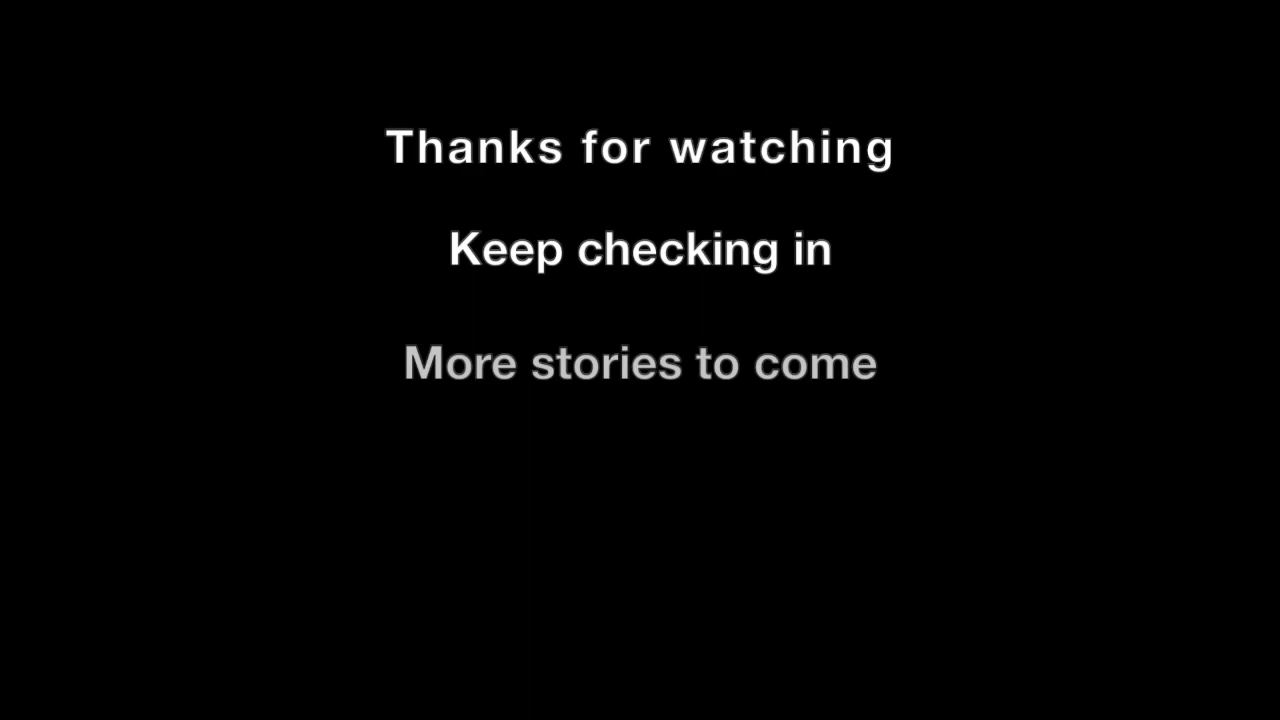 Thanks for watching
Keep checking in
More stories to come